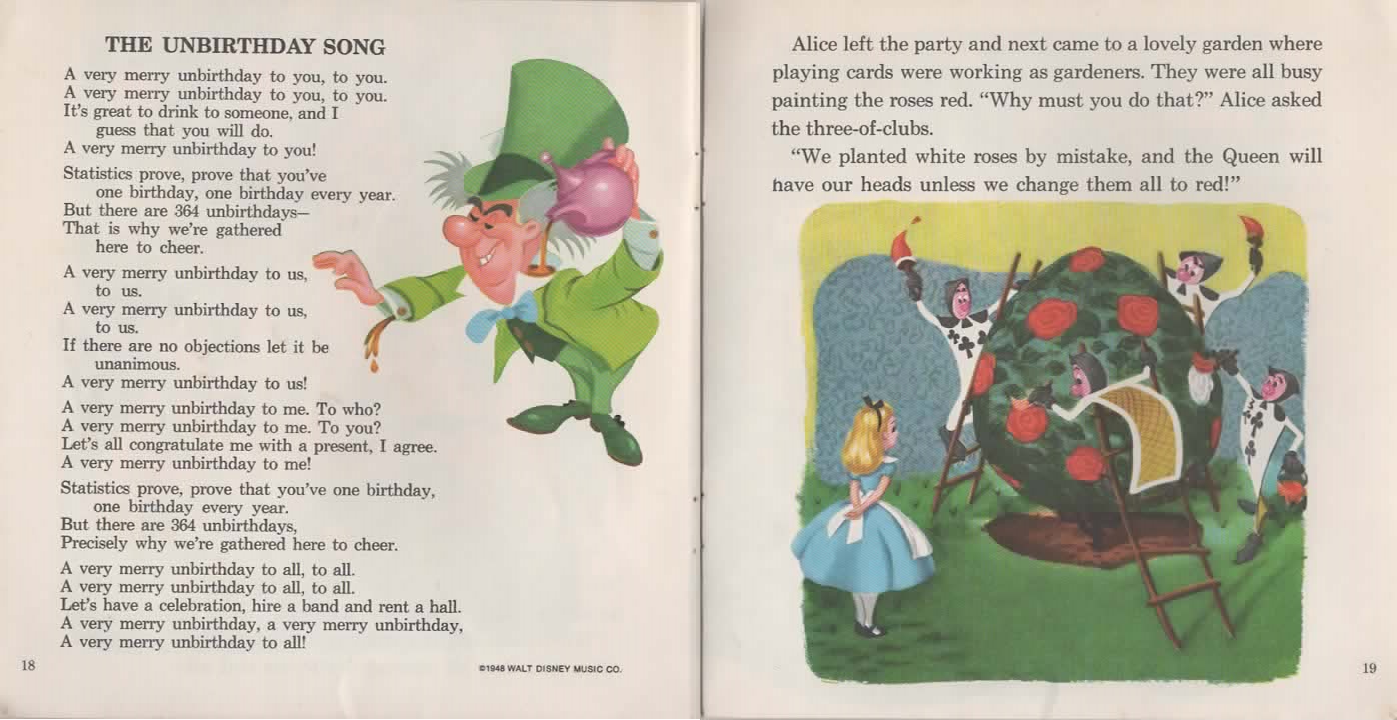 THE UNBIRTHDAY SONG
A very merry unbirthday to you, to you.
A very merry unbirthday to you, to you.
It's great to drink to someone, and I
guess that you will do.
A very merry unbirthday to you!
Statistics prove, prove that you've
one birthday, one birthday every year.
But there are 364 unbirthdays—
That is why we're gathered
here to cheer.
A very merry unbirthday to us,
to us.
A very merry unbirthday to us,
to us.
If there are no objections let it be
unanimous.
A very merry unbirthday to us!
A very merry unbirthday to me. To who?
A very merry unbirthday to me. To you?
Let's all congratulate me with a present, I agree.
A very merry unbirthday to me!
Statistics prove, prove that you've one birthday,
one birthday every year.
But there are 364 unbirthdays,
Precisely why we're gathered here to cheer.
A very merry unbirthday to all, to all.
A very merry unbirthday to all, to all.
Let's have a celebration, hire a band and rent a hall.
A very merry unbirthday, a very merry unbirthday,
A very merry unbirthday to all!
18
©1948 WALT DISNEY MUSIC CO.
Alice left the party and next came to a lovely garden where
playing cards were working as gardeners. They were all busy
painting the roses red. “Why must you do that?” Alice asked
the three-of-clubs.
“We planted white roses by mistake, and the Queen will
have our heads unless we change them all to red!”
19